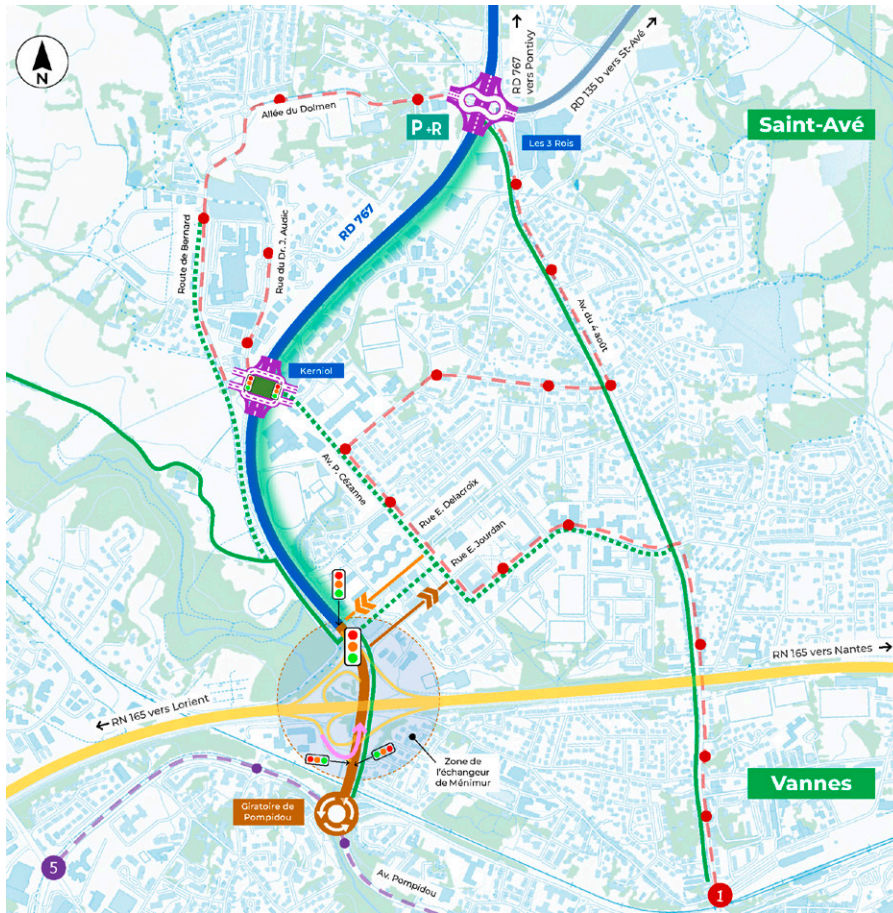 N
RD 767
vers Pontivy
RD 135 b vers St-Avé
Allée du Dolmen
P+R
Les 3 Rois
Saint-Avé
RD 767
Route de Bernard
Rue du Dr. J. Audic
Av. du 4 août
Kerniol
Av. P. Cézanne
Rue E. Delacroix
Rue E. Jourdan
RN 165 vers Nantes
RN 165 vers Lorient
Zone de
l'échangeur
de Ménimur
Giratoire de
Pompidou
Vannes
5
Av. Pompidou
1